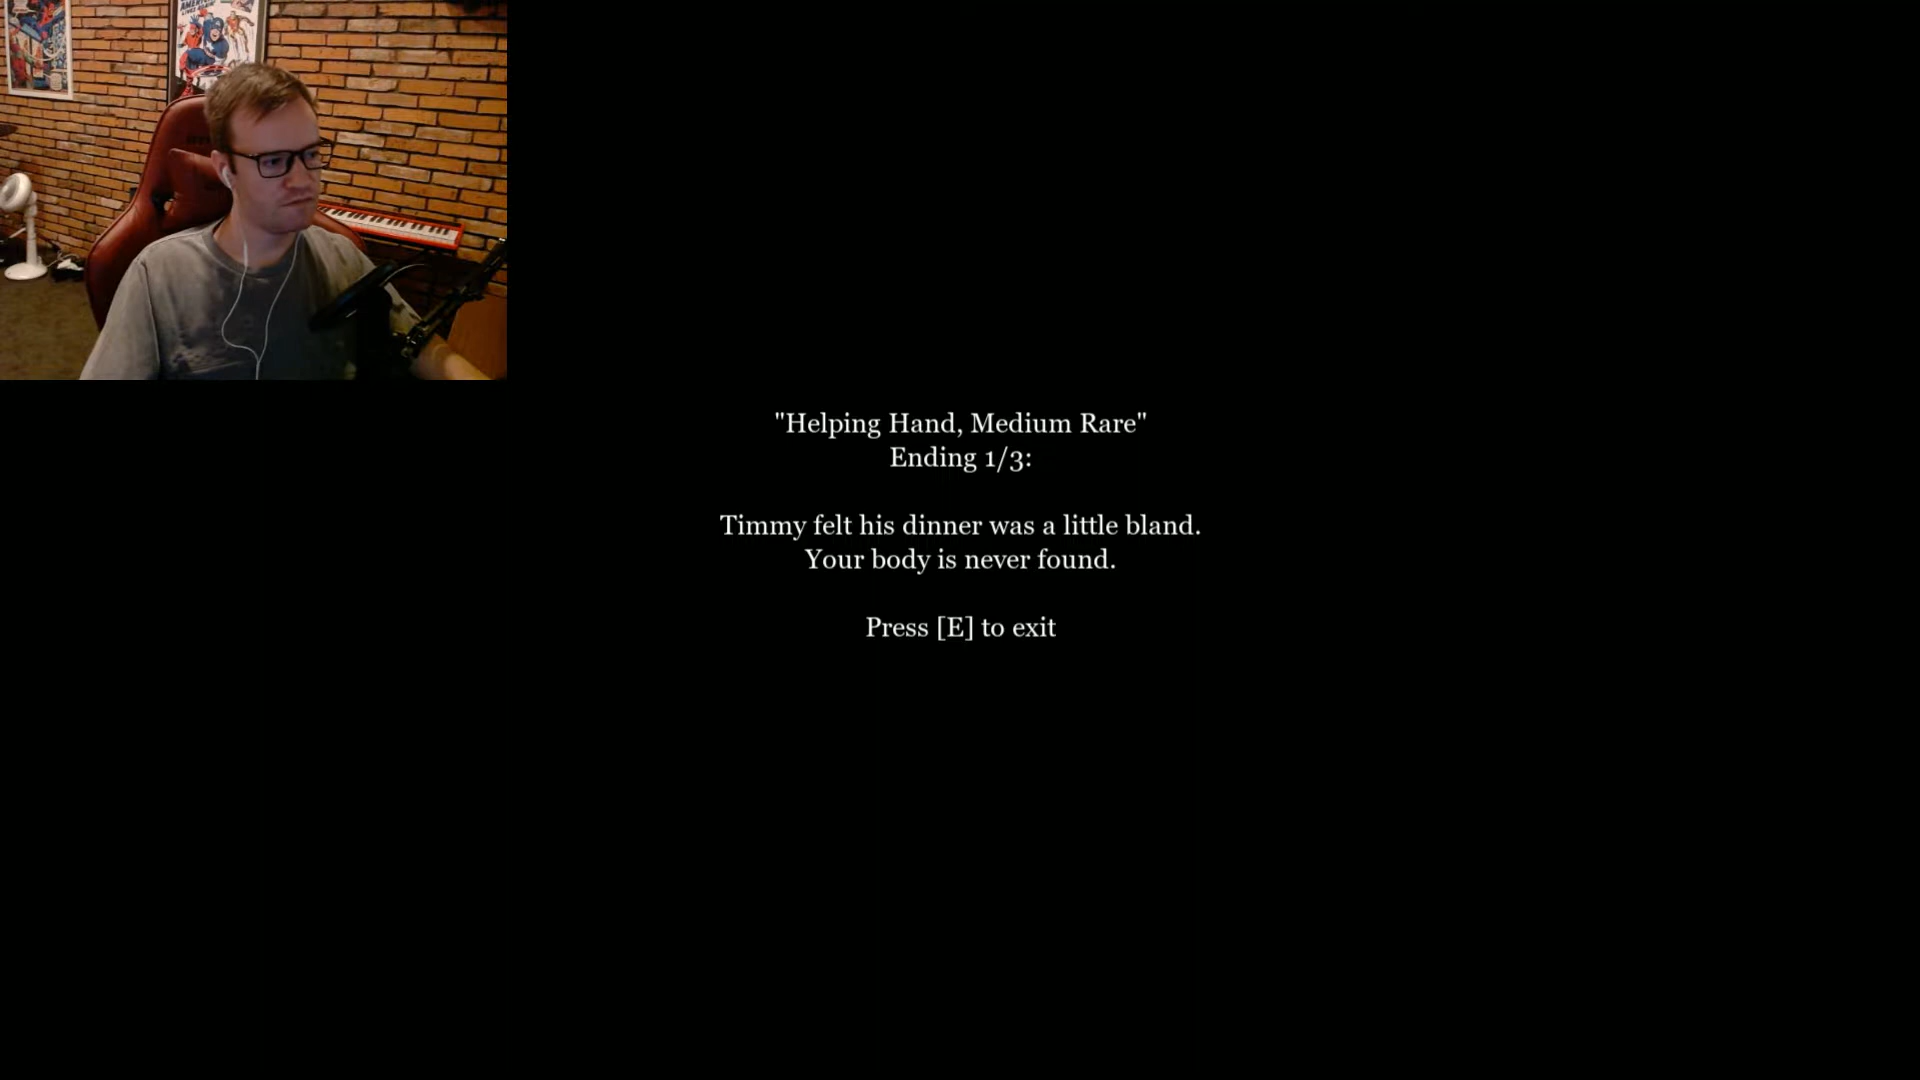 "Helping Hand, Medium Rare"
Ending 1/3:
Timmy felt his dinner was a little bland.
Your body is never found.
Press [E] to exit